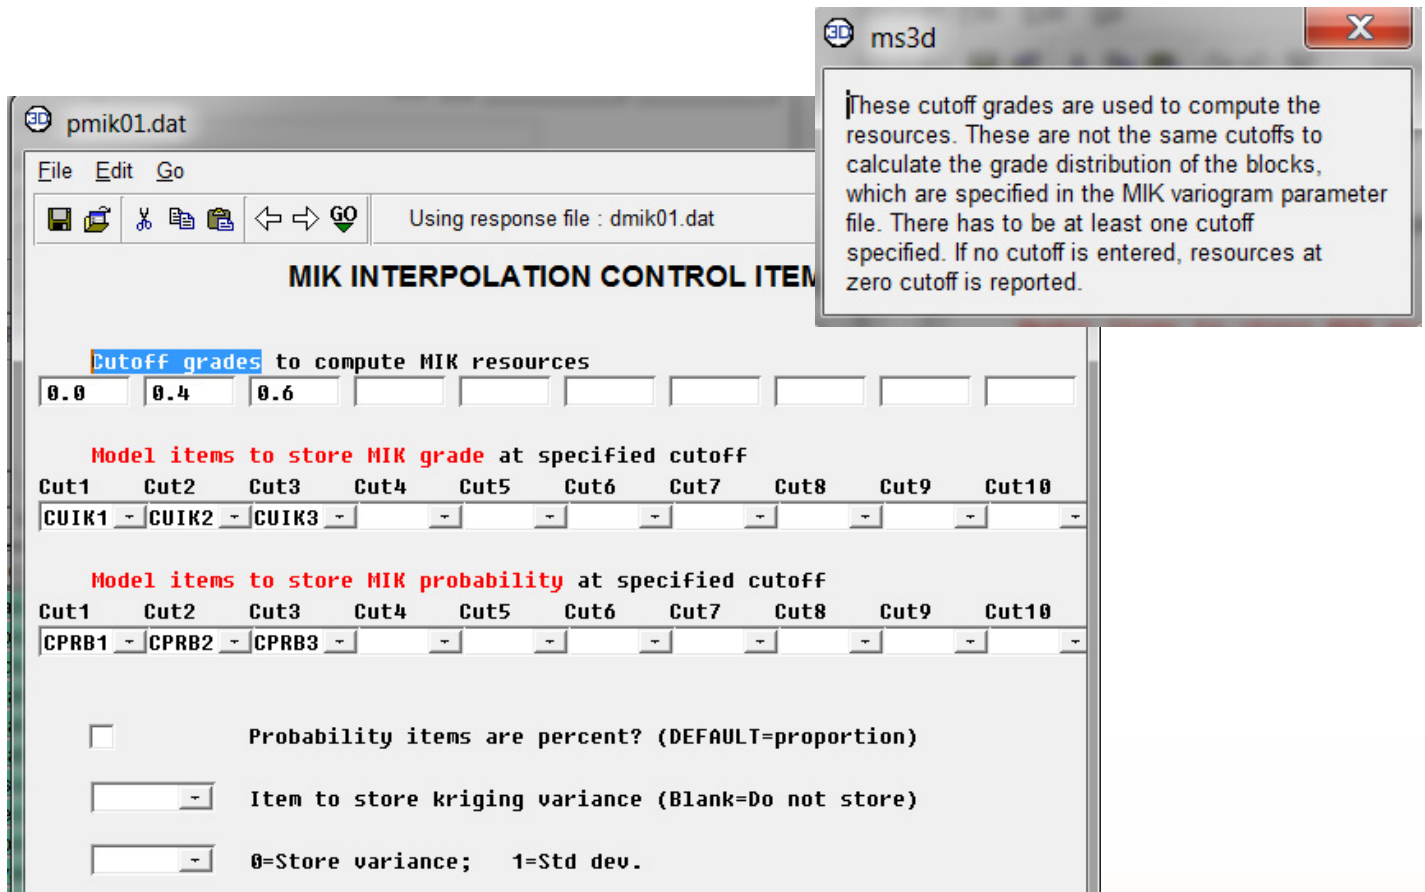 ms3d
These cutoff grades are used to compute the
resources. These are not the same cutoffs to
calculate the grade distribution of the blocks,
which are specified in the MIK variogram parameter
file. There has to be at least one cutoff
specified. If no cutoff is entered, resources at
zero cutoff is reported.
3D pmik01.dat
File Edit Go
GO Using response file : dmik01.dat
MIK INTERPOLATION CONTROL ITEM
Cutoff grades to compute MIK resources
0.0 0.4 0.6
Model items to store MIK grade at specified cutoff
Cut1 Cut2 Cut3 Cut4 Cut5 Cut6 Cut7 Cut8 Cut9 Cut10
CUIK1 CUIK2 CUIK3
Model items to store MIK probability at specified cutoff
Cut1 Cut2 Cut3 Cut4 Cut5 Cut6 Cut7 Cut8 Cut9 Cut10
CPRB1 CPRB2 CPRB3
Probability items are percent? (DEFAULT=proportion)
Item to store kriging variance (Blank=Do not store)
0=Store variance; 1=Std dev.